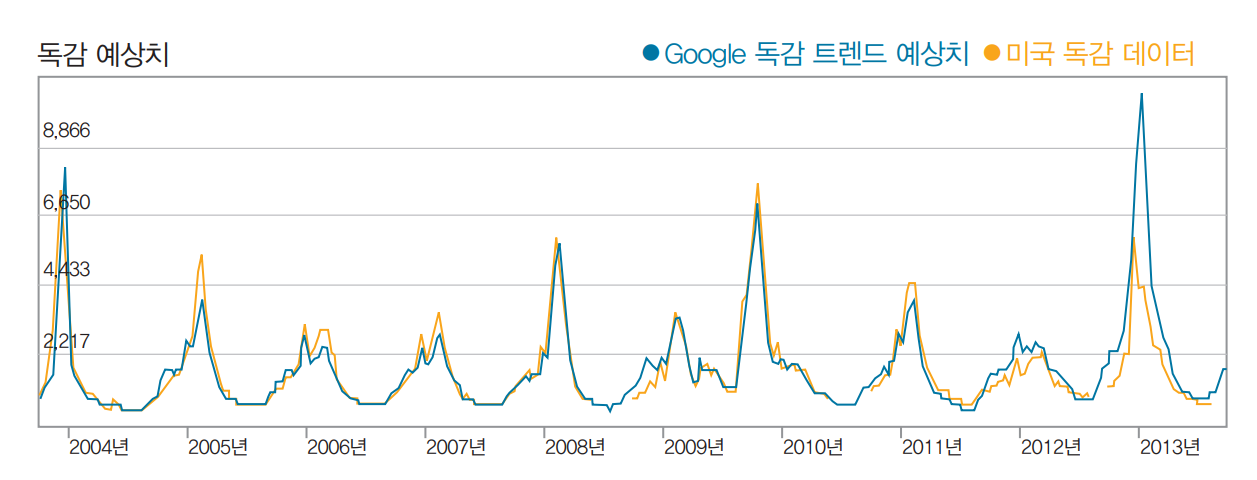 독감 예상치
● Google 독감 트렌드 예상치 ● 미국 독감 데이터
8,866
6,650
4,433
2,217
2004년 2005년 2006년 2007년 2008년 2009년 2010년 2011년 2012년 2013년